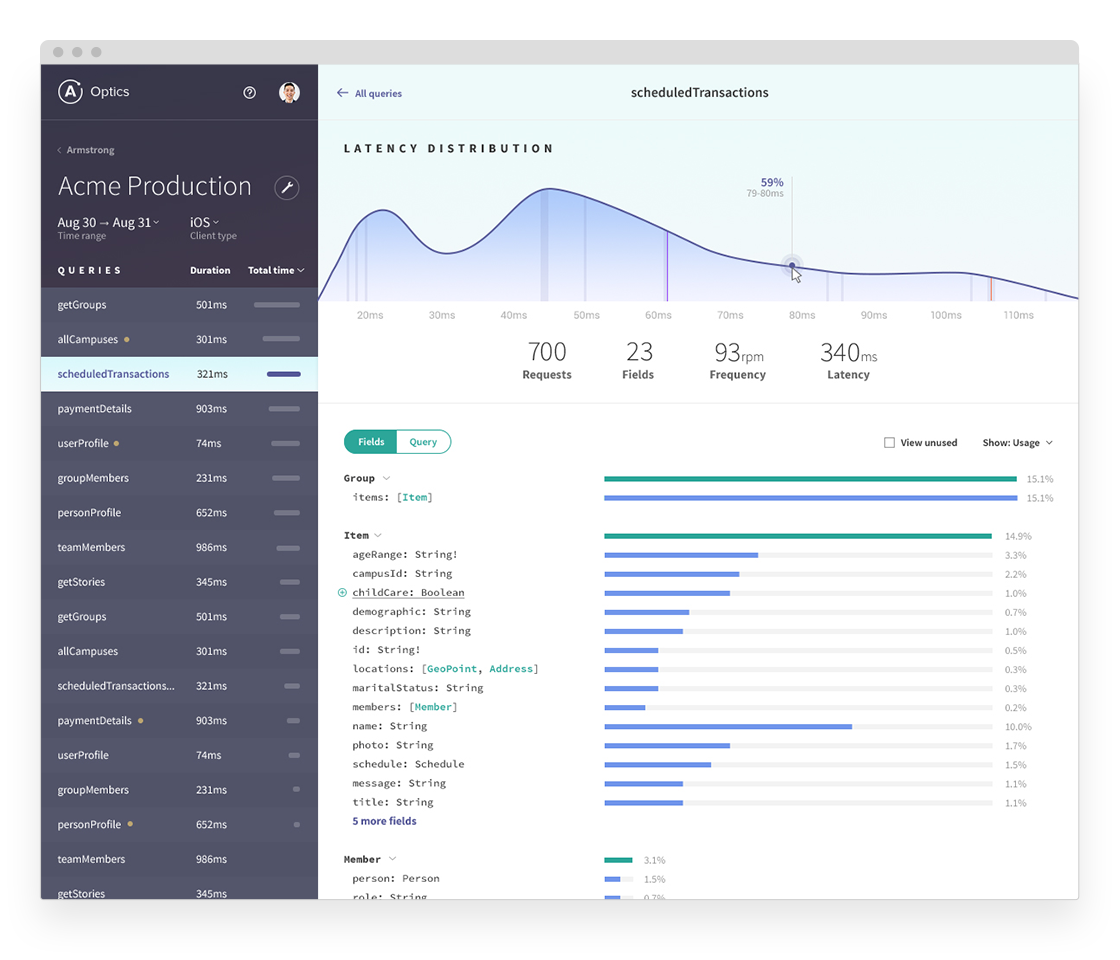 A Optics ?
Armstrong
Acme Production
Aug 30 → Aug 31 iOS
Time range Client type
QUERIES Duration Total time
getGroups 501ms
allCampuses 301ms
scheduledTransactions 321ms
paymentDetails 903ms
userProfile 74ms
groupMembers 231ms
personProfile 652ms
teamMembers 986ms
getStories 345ms
getGroups 501ms
allCampuses 301ms
scheduledTransactions... 321ms
paymentDetails 903ms
userProfile 74ms
groupMembers 231ms
personProfile 652ms
teamMembers 986ms
getStories 345ms
← All queries scheduledTransactions
LATENCY DISTRIBUTION
59%
79-80ms
20ms 30ms 40ms 50ms 60ms 70ms 80ms 90ms 100ms 110ms
700 23 93rpm 340ms
Requests Fields Frequency Latency
Fields Query View unused Show: Usage
Group 15.1%
items: [Item] 15.1%
Item 14.9%
ageRange: String! 3.3%
campusId: String 2.2%
childCare: Boolean 1.0%
demographic: String 0.7%
description: String 1.0%
id: String! 0.5%
locations: [GeoPoint, Address] 0.3%
maritalStatus: String 0.3%
members: [Member] 0.2%
name: String 10.0%
photo: String 1.7%
schedule: Schedule 1.5%
message: String 1.1%
title: String 1.1%
5 more fields
Member 3.1%
person: Person 1.5%
role: String 0.7%